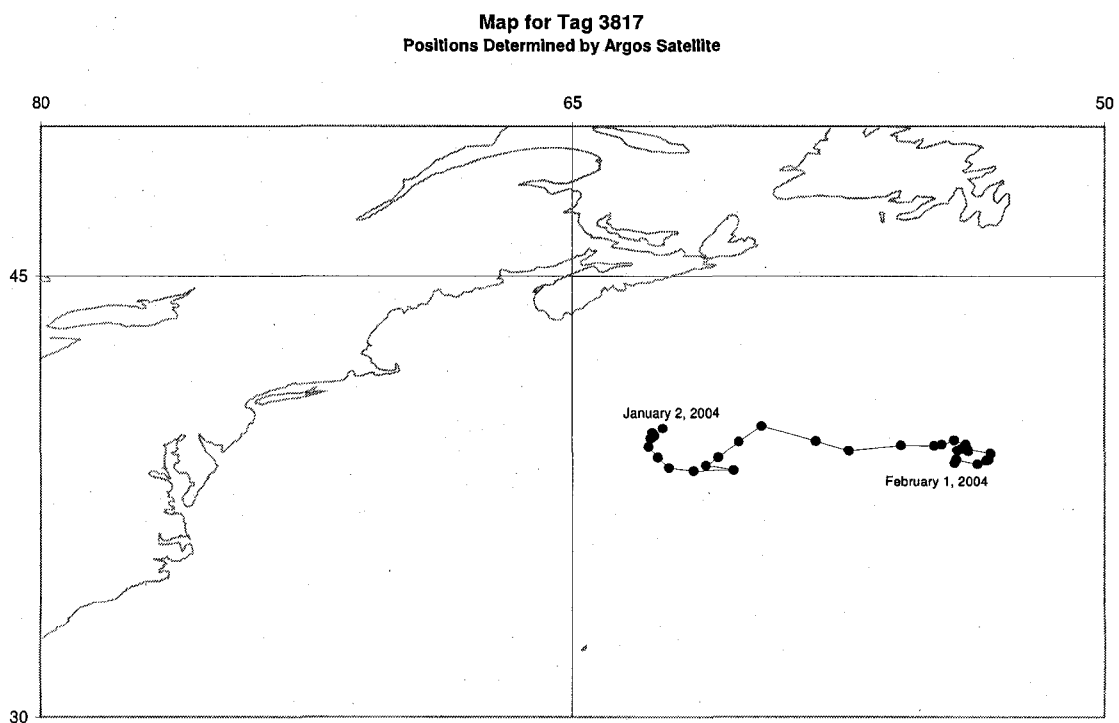 Map for Tag 3817
Positions Determined by Argos Satellite
80 65 50
45
January 2, 2004
February 1, 2004
30